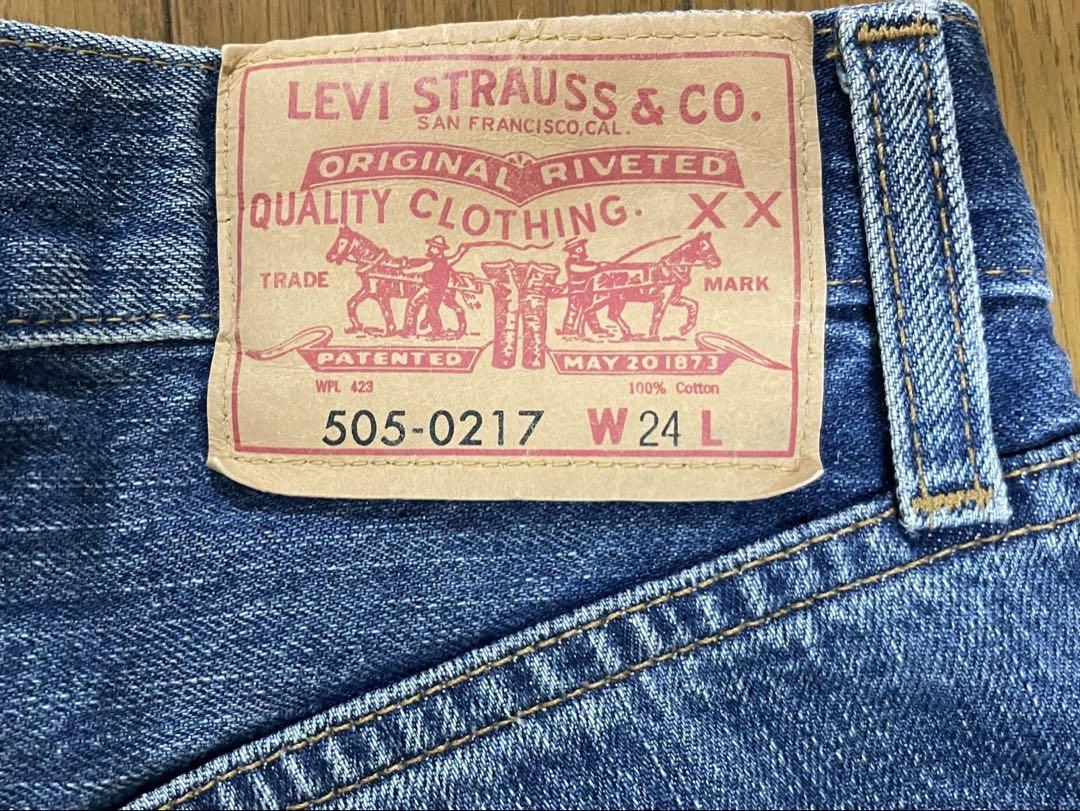 LEVI STRAUSS & CO.
SAN FRANCISCO, CAL.
ORIGINAL RIVETED
QUALITY CLOTHING. XX
TRADE MARK
PATENTED MAY 20 1873
WPL 423 100% Cotton
505-0217 W 24 L